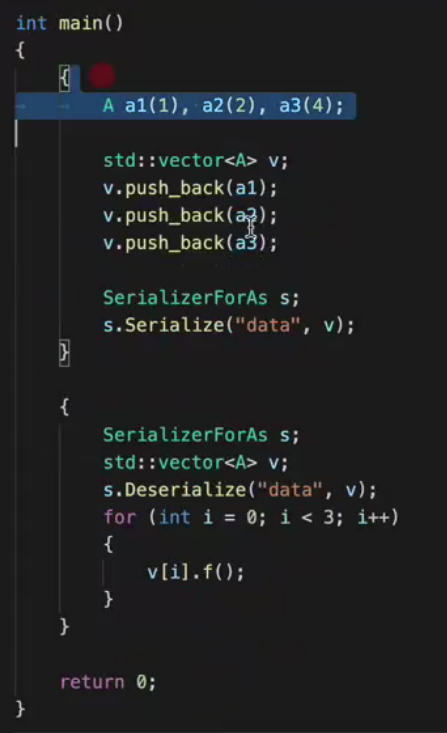 int main()
{
    {
        A a1(1), a2(2), a3(4);

        std::vector<A> v;
        v.push_back(a1);
        v.push_back(a2);
        v.push_back(a3);

        SerializerForAs s;
        s.Serialize("data", v);
    }

    {
        SerializerForAs s;
        std::vector<A> v;
        s.Deserialize("data", v);
        for (int i = 0; i < 3; i++)
        {
            v[i].f();
        }
    }

    return 0;
}